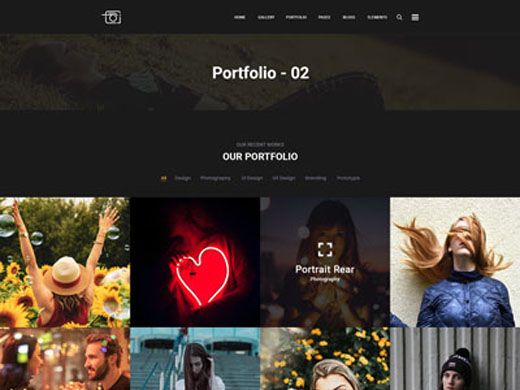 HOME GALLERY PORTFOLIO PAGES BLOGS ELEMENTS
Portfolio - 02
OUR RECENT WORKS
OUR PORTFOLIO
All Design Photography UI Design UX Design Branding Prototype
Portrait Rear
Photography